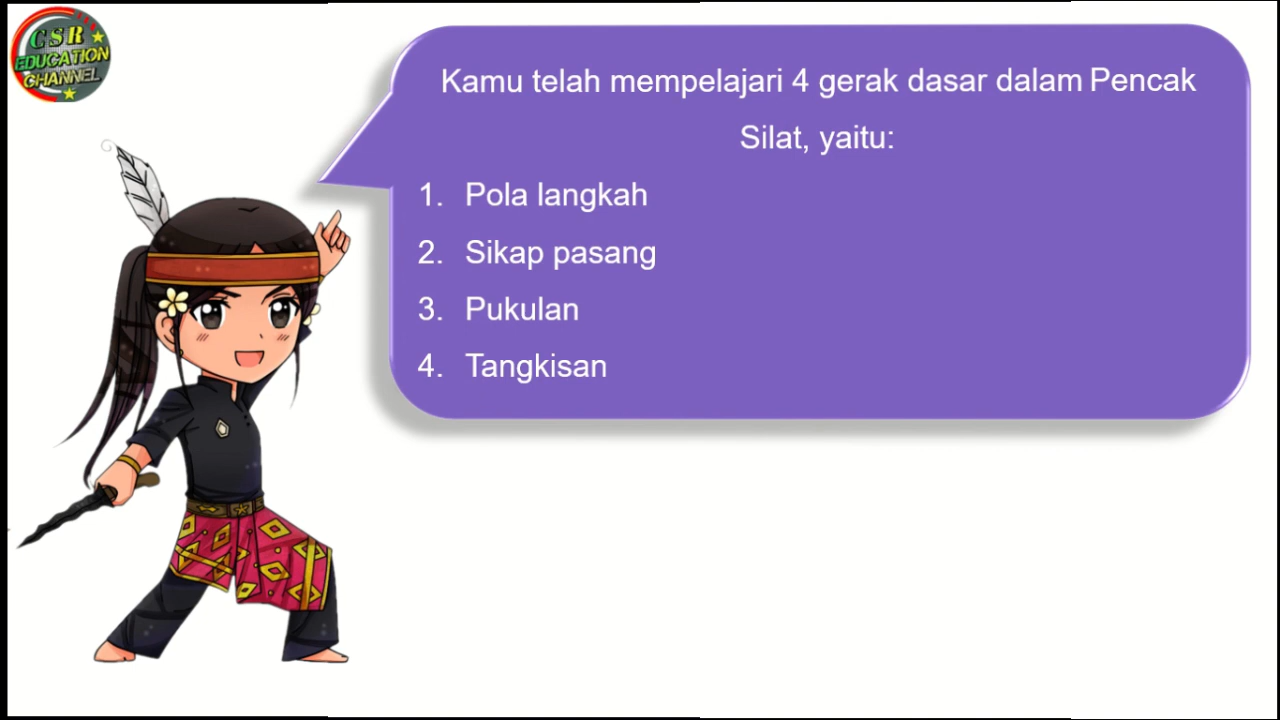 CSR
EDUCATION
CHANNEL
Kamu telah mempelajari 4 gerak dasar dalam Pencak
Silat, yaitu:
1. Pola langkah
2. Sikap pasang
3. Pukulan
4. Tangkisan